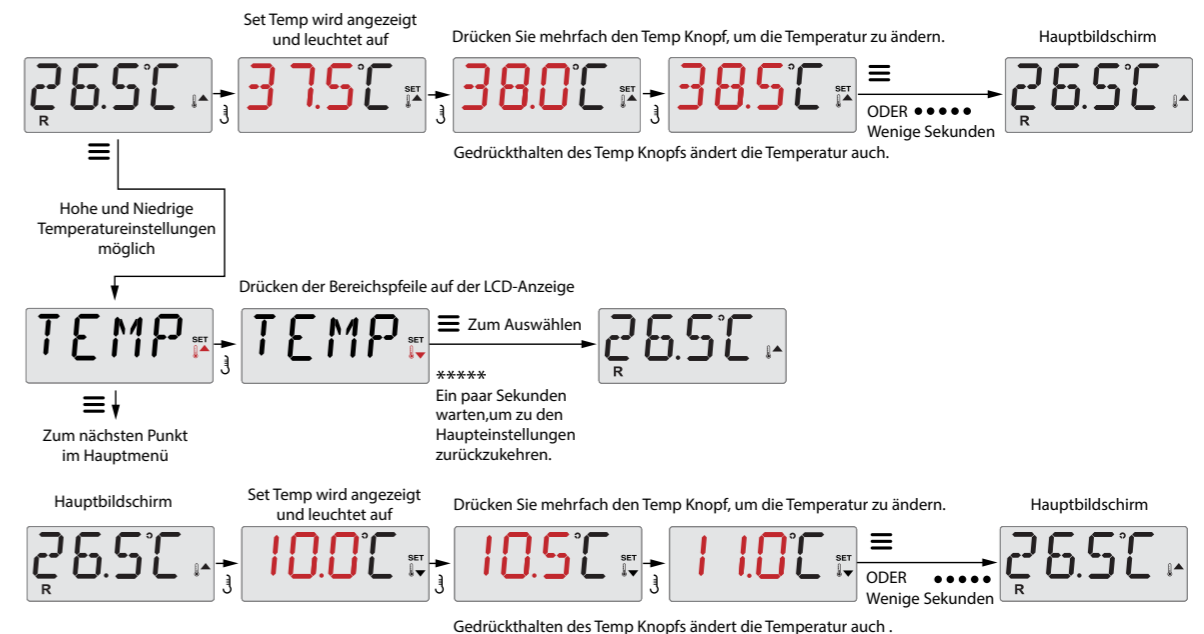 Set Temp wird angezeigt
und leuchtet auf
Drücken Sie mehrfach den Temp Knopf, um die Temperatur zu ändern.
Hauptbildschirm
26.5°C
R
37.5°C
SET
38.0°C
SET
38.5°C
SET
ODER
Wenige Sekunden
26.5°C
R
Gedrückthalten des Temp Knopfs ändert die Temperatur auch.
Hohe und Niedrige
Temperatureinstellungen
möglich
Drücken der Bereichspfeile auf der LCD-Anzeige
TEMP
SET
TEMP
SET
Zum Auswählen
*****
Ein paar Sekunden
warten,um zu den
Haupteinstellungen
zurückzukehren.
26.5°C
R
Zum nächsten Punkt
im Hauptmenü
Hauptbildschirm
Set Temp wird angezeigt
und leuchtet auf
Drücken Sie mehrfach den Temp Knopf, um die Temperatur zu ändern.
Hauptbildschirm
26.5°C
R
10.0°C
SET
10.5°C
SET
11.0°C
SET
ODER
Wenige Sekunden
26.5°C
R
Gedrückthalten des Temp Knopfs ändert die Temperatur auch .